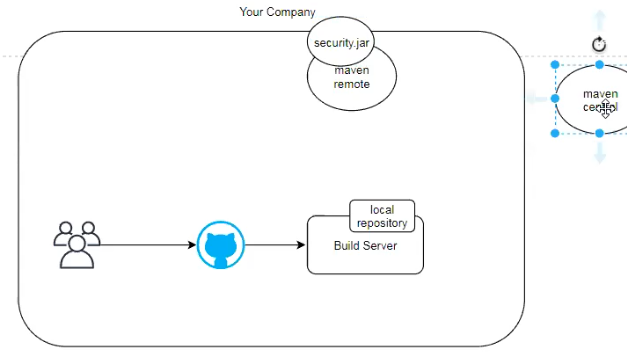 Your Company
security.jar
maven
remote
maven
central
local
repository
Build Server